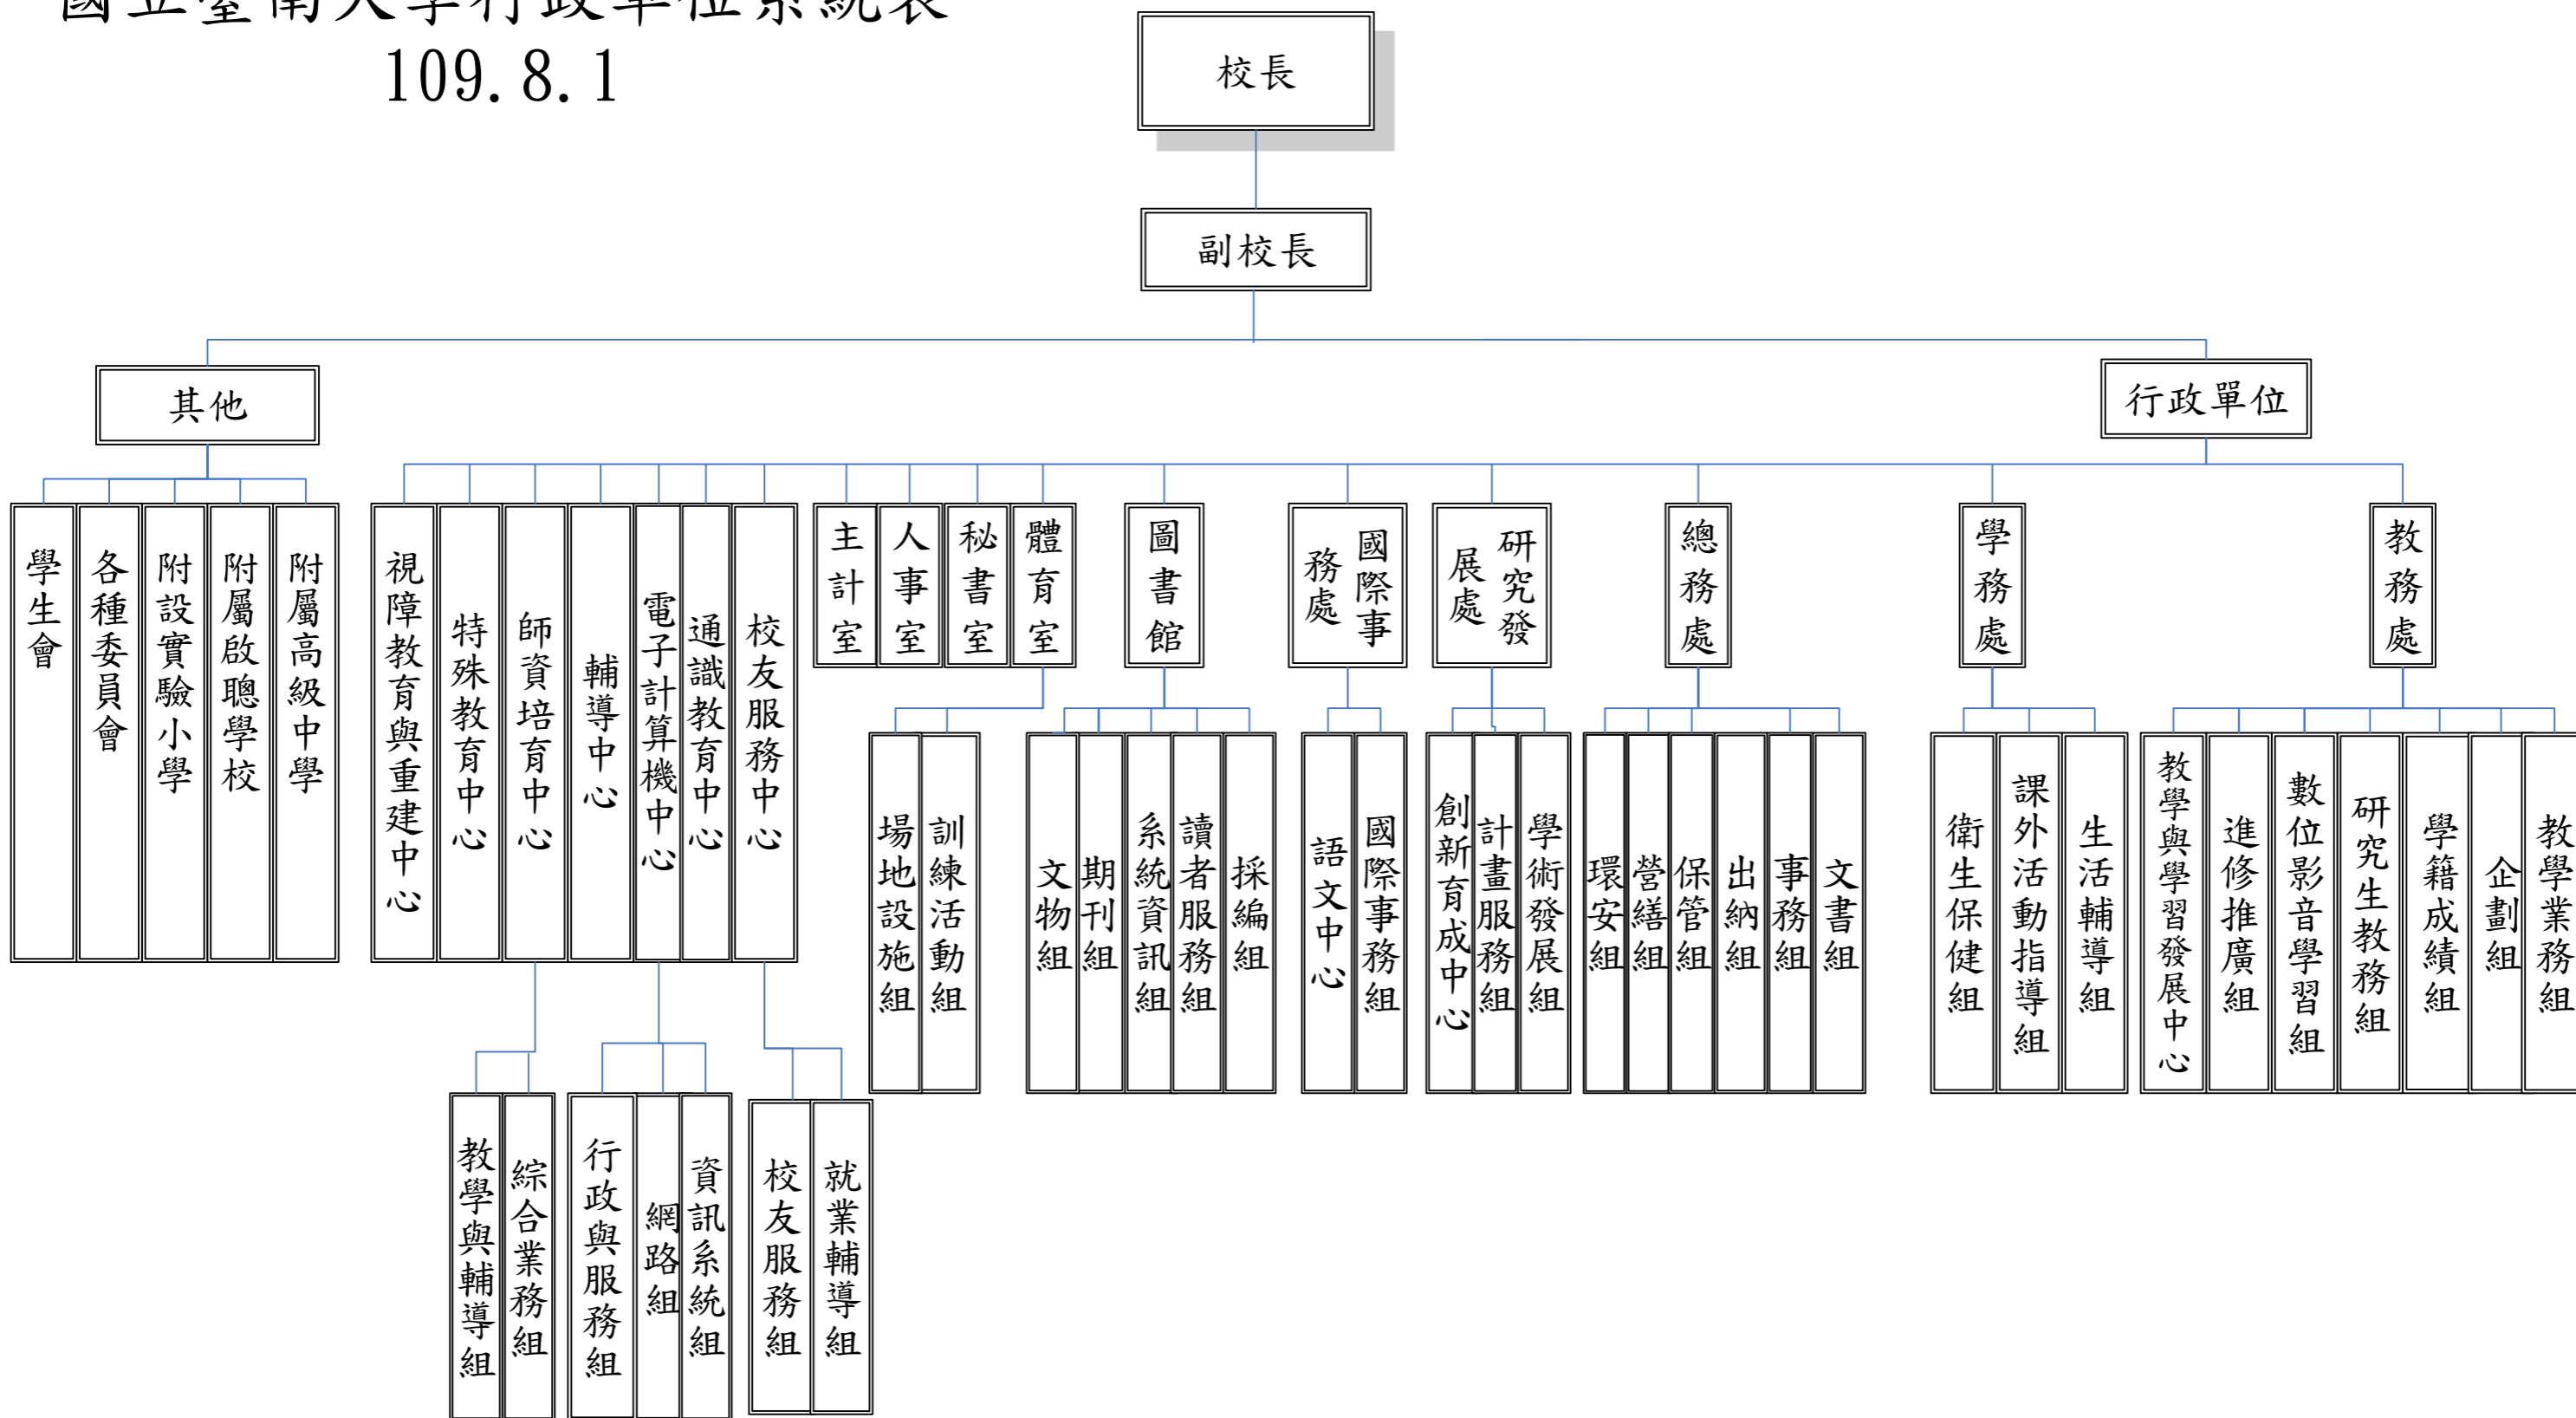 國立臺南大學行政單位系統表
109.8.1
校長
副校長
其他
行政單位
學生會
各種委員會
附設實驗小學
附屬啟聰學校
附屬高級中學
視障教育與重建中心
特殊教育中心
師資培育中心
輔導中心
電子計算機中心
通識教育中心
校友服務中心
主計室
人事室
秘書室
體育室
圖書館
國際事
務處
研究發
展處
總務處
學務處
教務處
場地設施組
訓練活動組
文物組
期刊組
系統資訊組
讀者服務組
採編組
語文中心
國際事務組
創新育成中心
計畫服務組
學術發展組
環安組
營繕組
保管組
出納組
事務組
文書組
衛生保健組
課外活動指導組
生活輔導組
教學與學習發展中心
進修推廣組
數位影音學習組
研究生教務組
學籍成績組
企劃組
教學業務組
教學與輔導組
綜合業務組
行政與服務組
網路組
資訊系統組
校友服務組
就業輔導組